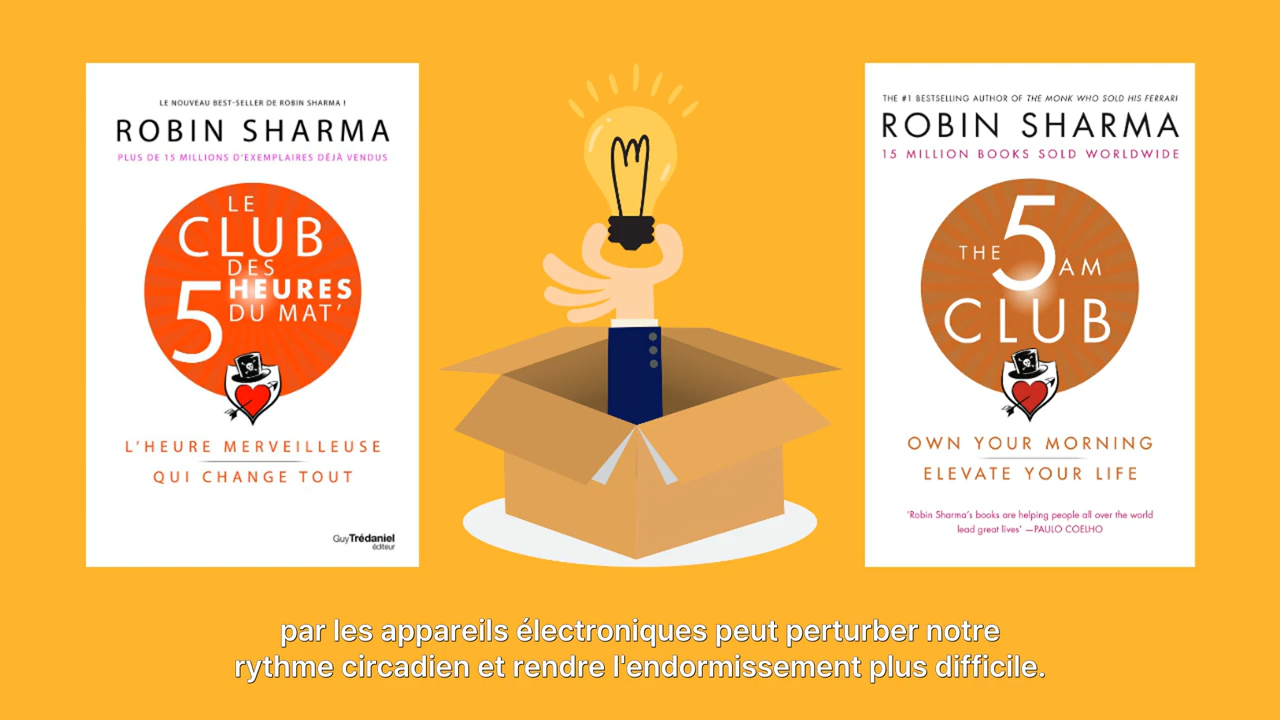 LE NOUVEAU BEST-SELLER DE ROBIN SHARMA !
ROBIN SHARMA
PLUS DE 15 MILLIONS D'EXEMPLAIRES DÉJÀ VENDUS
LE
CLUB
DES
5 HEURES
DU MAT'
L'HEURE MERVEILLEUSE
QUI CHANGE TOUT
Guy Trédaniel
éditeur
THE #1 BESTSELLING AUTHOR OF THE MONK WHO SOLD HIS FERRARI
ROBIN SHARMA
15 MILLION BOOKS SOLD WORLDWIDE
THE 5 AM
CLUB
OWN YOUR MORNING
ELEVATE YOUR LIFE
'Robin Sharma's books are helping people all over the world
lead great lives' —PAULO COELHO
par les appareils électroniques peut perturber notre
rythme circadien et rendre l'endormissement plus difficile.